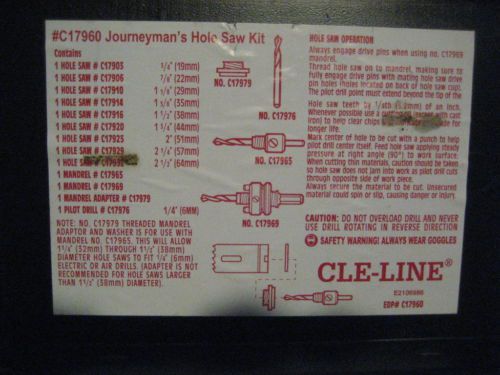 #C17960 Journeyman's Hole Saw Kit
Contains
1 HOLE SAW # C17903 3/4" (19mm)
1 HOLE SAW # C17906 7/8" (22mm)
1 HOLE SAW # C17910 1 1/8" (29mm)
1 HOLE SAW # C17914 1 3/8" (35mm)
1 HOLE SAW # C17916 1 1/2" (38mm)
1 HOLE SAW # C17920 1 3/4" (44mm)
1 HOLE SAW # C17925 2" (51mm)
1 HOLE SAW # C17929 2 1/4" (57mm)
1 HOLE SAW 2 1/2" (64mm)
1 MANDREL # C17965
1 MANDREL # C17969
1 MANDREL ADAPTER # C17979
1 PILOT DRILL # C17976 1/4" (6MM)
NOTE: NO. C17979 THREADED MANDREL
ADAPTOR AND WASHER IS FOR USE WITH
MANDREL NO. C17965. THIS WILL ALLOW
1 1/4" (32mm) THROUGH 1 1/2" (38mm)
DIAMETER HOLE SAWS TO FIT 1/4" (6mm)
ELECTRIC OR AIR DRILLS. (ADAPTER IS NOT
RECOMMENDED FOR HOLE SAWS LARGER
THAN 1 1/2" (38mm) DIAMETER).
NO. C17979
NO. C17976
NO. C17965
NO. C17969
HOLE SAW OPERATION
Always engage drive pins when using no. C17969
mandrel.
Thread hole saw on to mandrel, making sure to
fully engage drive pins with mating hole saw drive
pin holes (holes located on back of hole saw cup).
The pilot drill point must extend beyond the tip of the
Hole saw teeth by of an inch.
Whenever possible use a with cast
iron) to help clear chips for
longer life.
Mark center of hole to be cut with a punch to help
pilot drill center itself. Feed hole saw applying steady
pressure at right angle (90°) to work surface.
When cutting thin materials, caution should be taken
so hole saw does not jam into work as pilot drill cuts
through opposite side of work piece.
Always secure the material to be cut. Unsecured
material could spin or slip, causing danger or injury.
CAUTION: DO NOT OVERLOAD DRILL AND NEVER
USE DRILL ROTATING IN REVERSE DIRECTION
SAFETY WARNING! ALWAYS WEAR GOGGLES
CLE-LINE®
E2106986
EDP# C17960